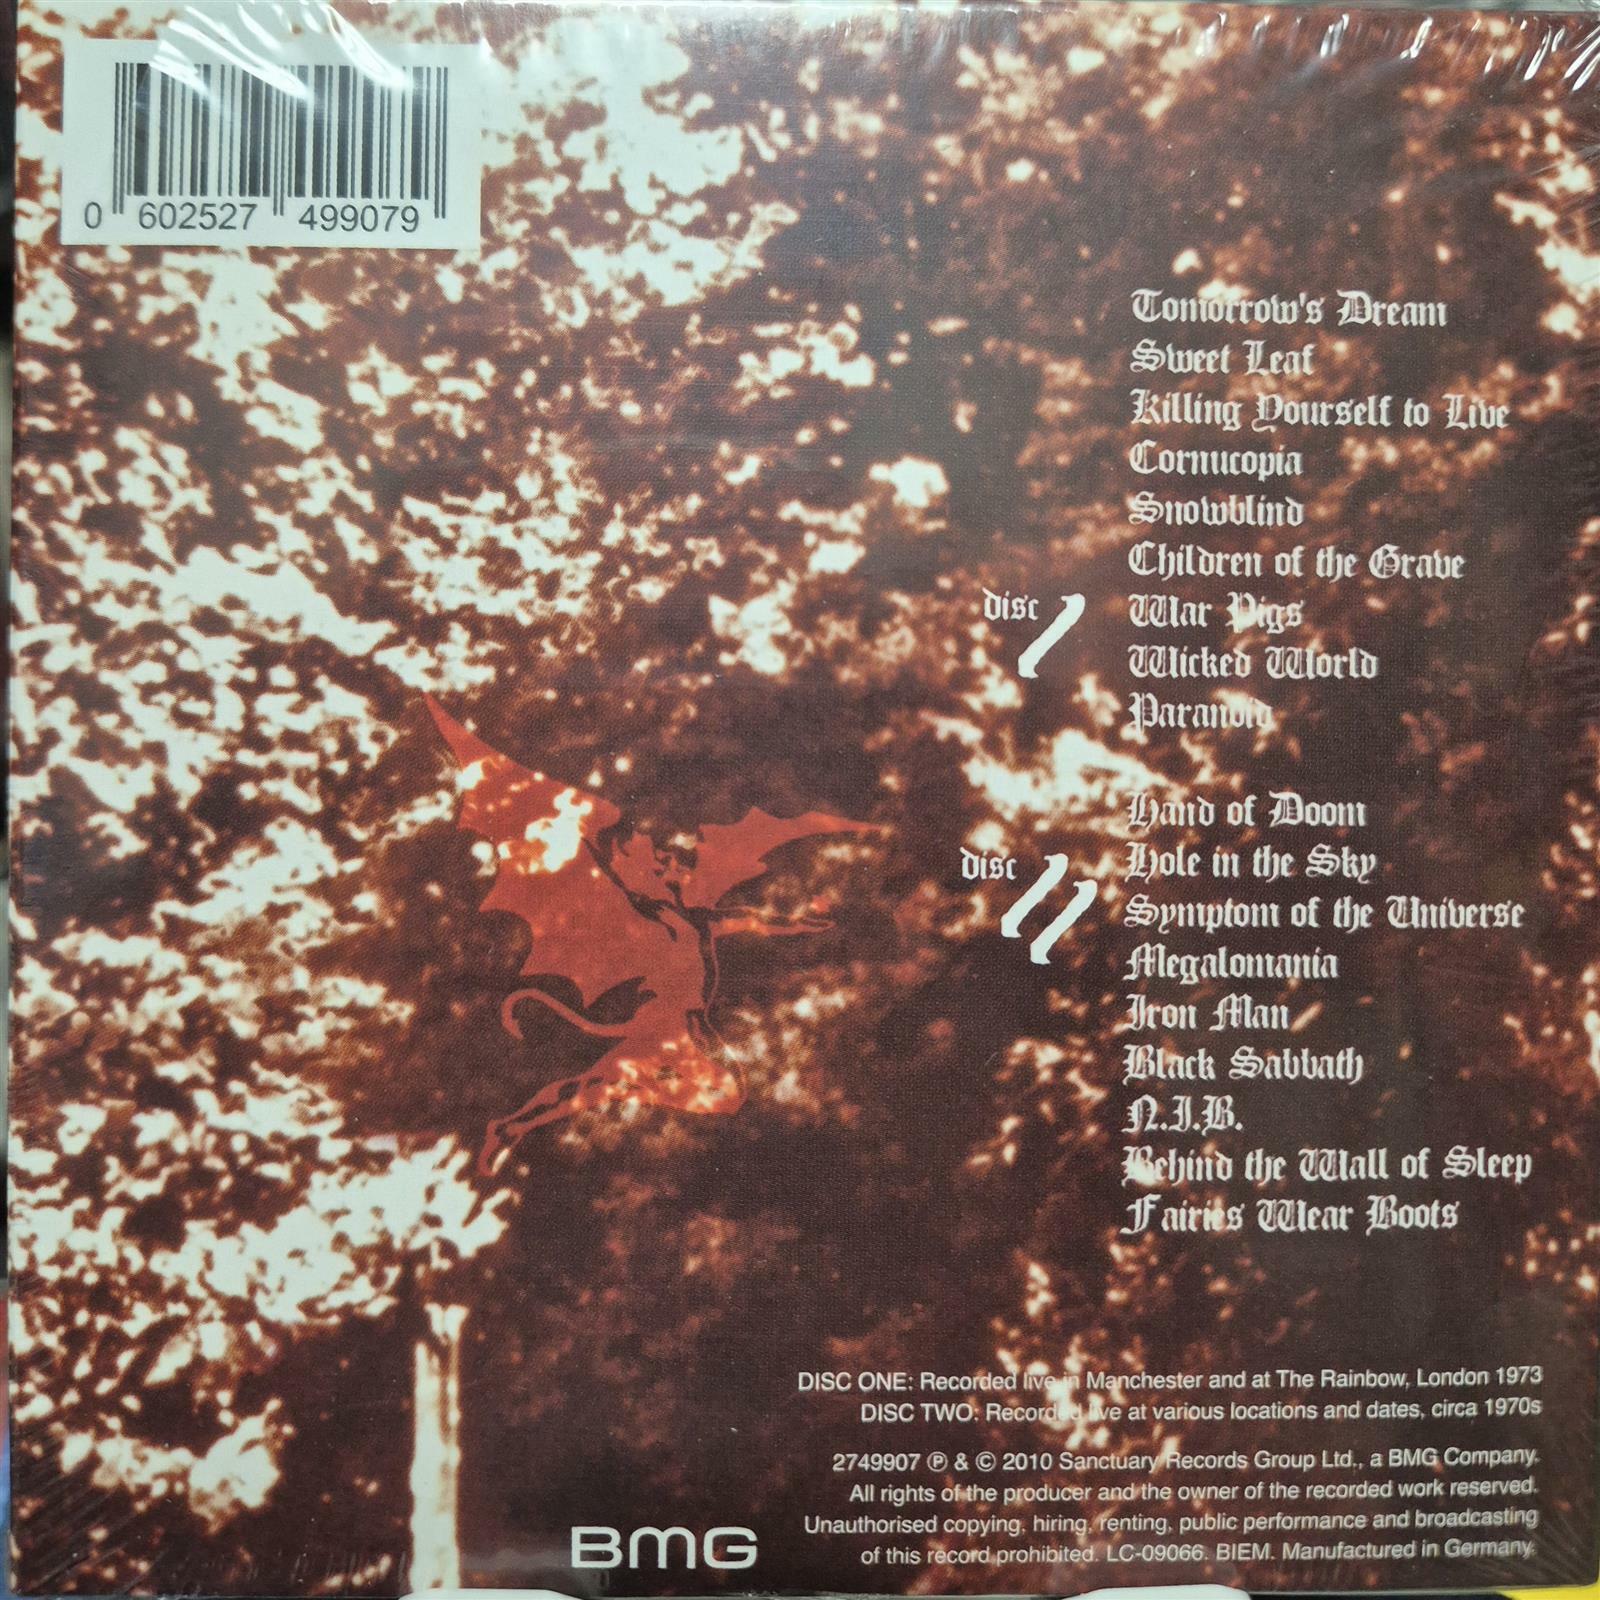 0 602527 499079
disc I
Tomorrow's Dream
Sweet Leaf
Killing Yourself to Live
Cornucopia
Snowblind
Children of the Grave
War Pigs
Wicked World
Paranoid
disc II
Hand of Doom
Hole in the Sky
Symptom of the Universe
Megalomania
Iron Man
Black Sabbath
N.I.B.
Behind the Wall of Sleep
Fairies Wear Boots
DISC ONE: Recorded live in Manchester and at The Rainbow, London 1973
DISC TWO: Recorded live at various locations and dates, circa 1970s
2749907 ℗ & © 2010 Sanctuary Records Group Ltd., a BMG Company.
All rights of the producer and the owner of the recorded work reserved.
Unauthorised copying, hiring, renting, public performance and broadcasting
of this record prohibited. LC-09066. BIEM. Manufactured in Germany.
BMG